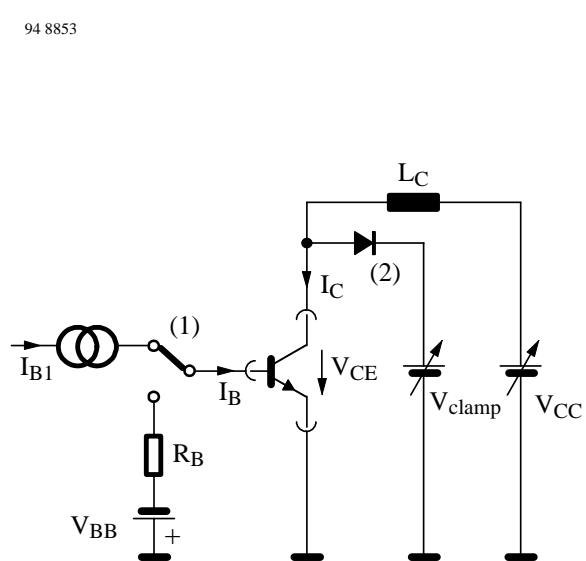 94 8853
L_C
(2)
I_C
(1)
I_B1
I_B
V_CE
V_clamp
V_CC
R_B
V_BB
+